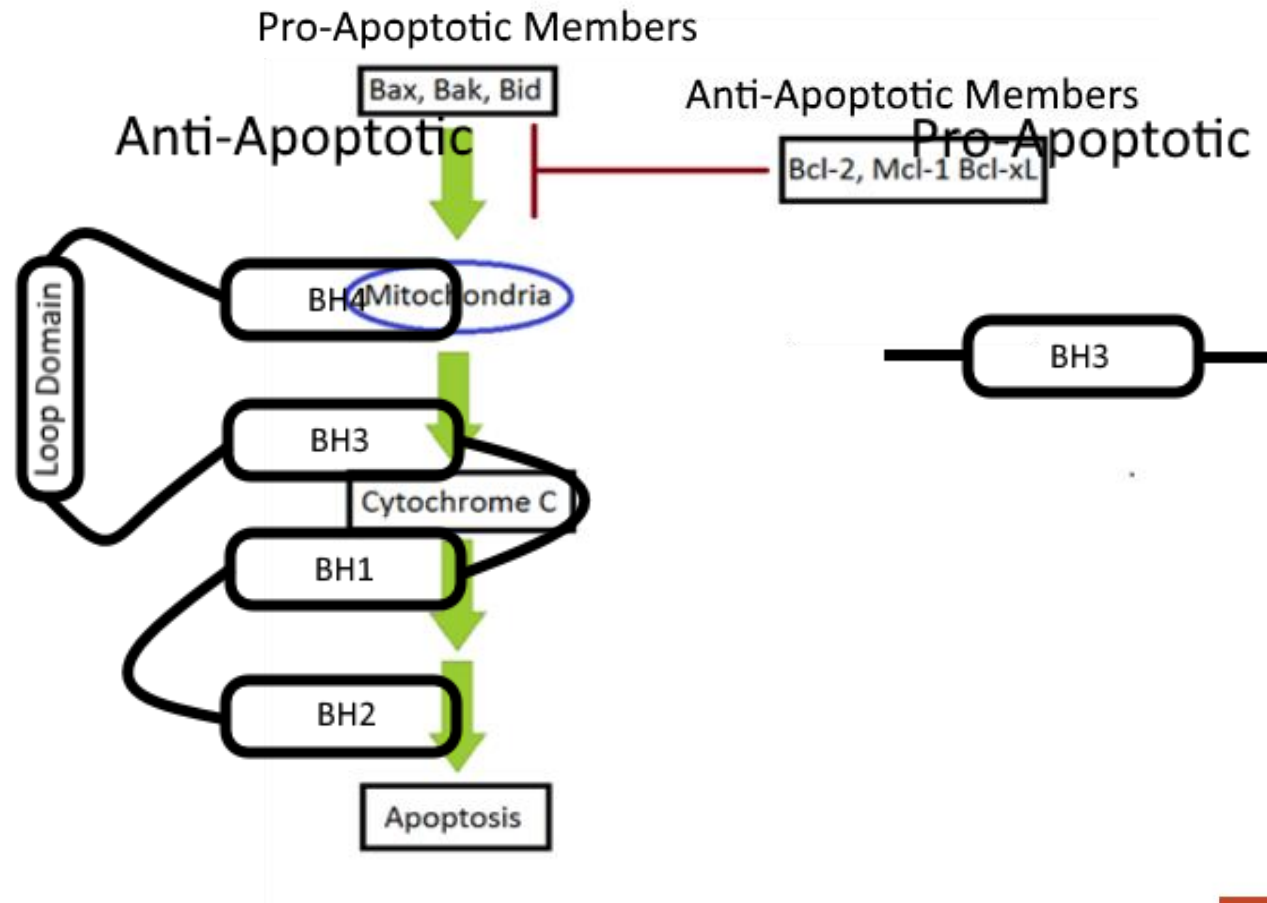 Pro-Apoptotic Members
Bax, Bak, Bid
Anti-Apoptotic Members
Anti-Apoptotic
Pro-Apoptotic
Bcl-2, Mcl-1 Bcl-xL
Loop Domain
BH4
Mitochondria
BH3
BH3
Cytochrome C
BH1
BH2
Apoptosis